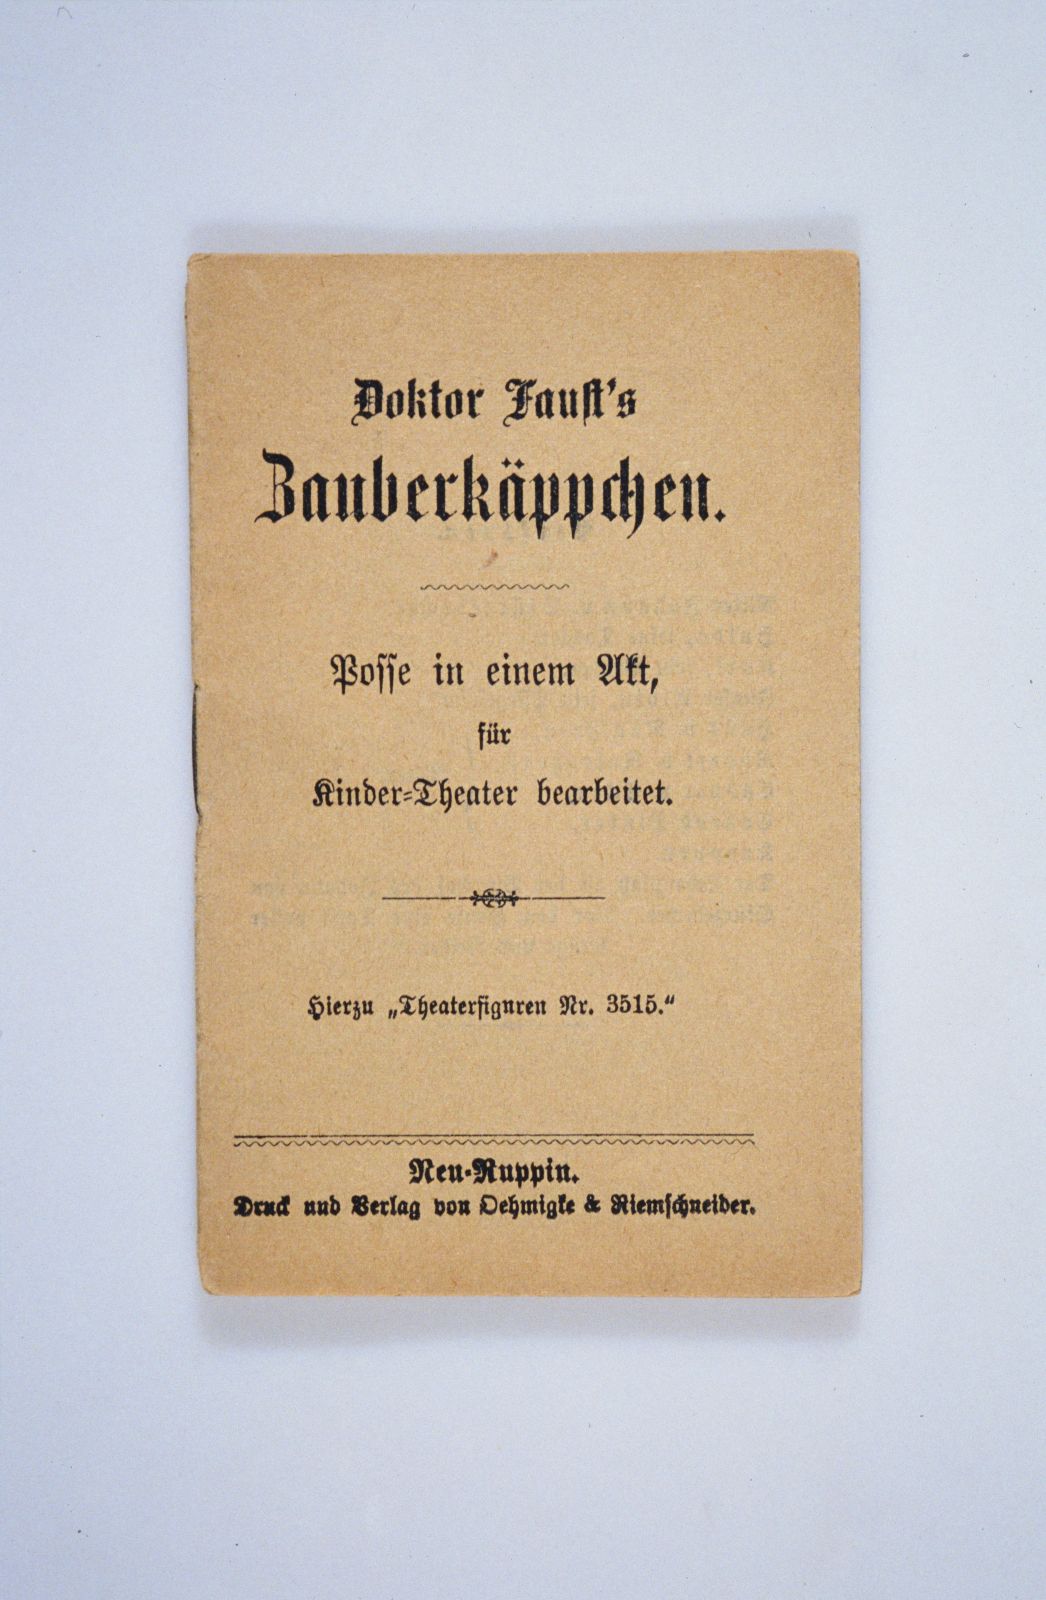 Doktor Faust's
Zauberkäppchen.
Posse in einem Akt,
für
Kinder-Theater bearbeitet.
Hierzu „Theaterfiguren Nr. 3515.“
Neu-Ruppin.
Druck und Verlag von Oehmigke & Riemschneider.